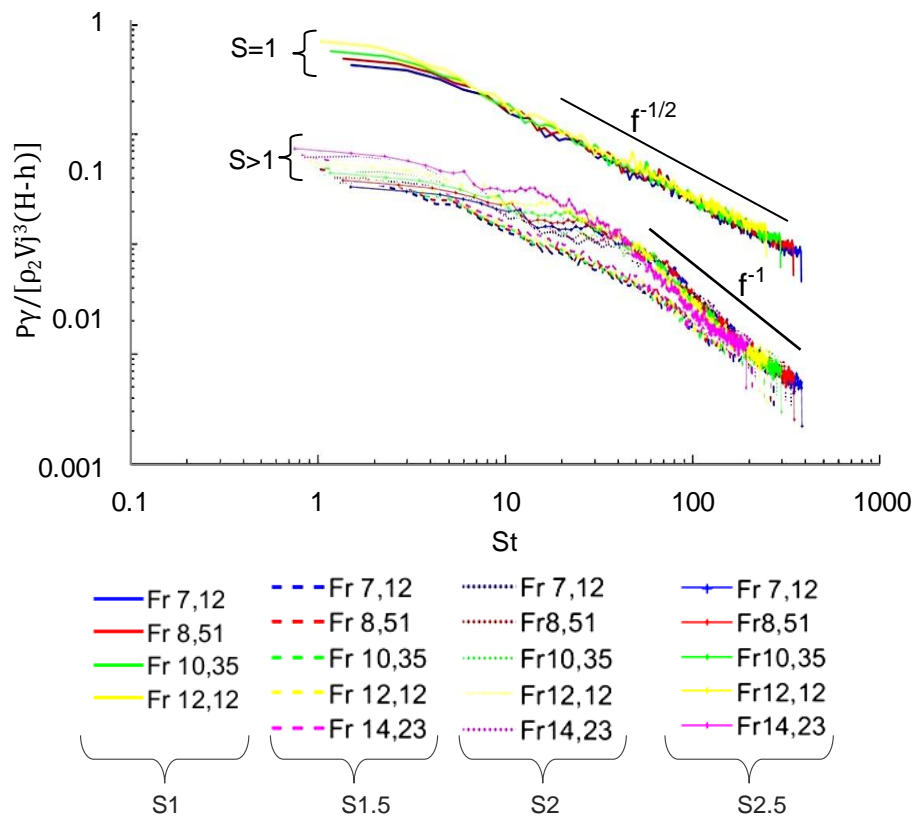 1
S=1
f-1/2
0.1
S>1
f-1
Pγ/[ρ₂Vj³(H-h)]
0.01
0.001
0.1 1 10 100 1000
St
Fr 7,12 Fr 7,12 Fr 7,12 Fr 7,12
Fr 8,51 Fr 8,51 Fr8,51 Fr8,51
Fr 10,35 Fr 10,35 Fr10,35 Fr10,35
Fr 12,12 Fr 12,12 Fr12,12 Fr12,12
Fr 14,23 Fr14,23 Fr14,23
S1 S1.5 S2 S2.5